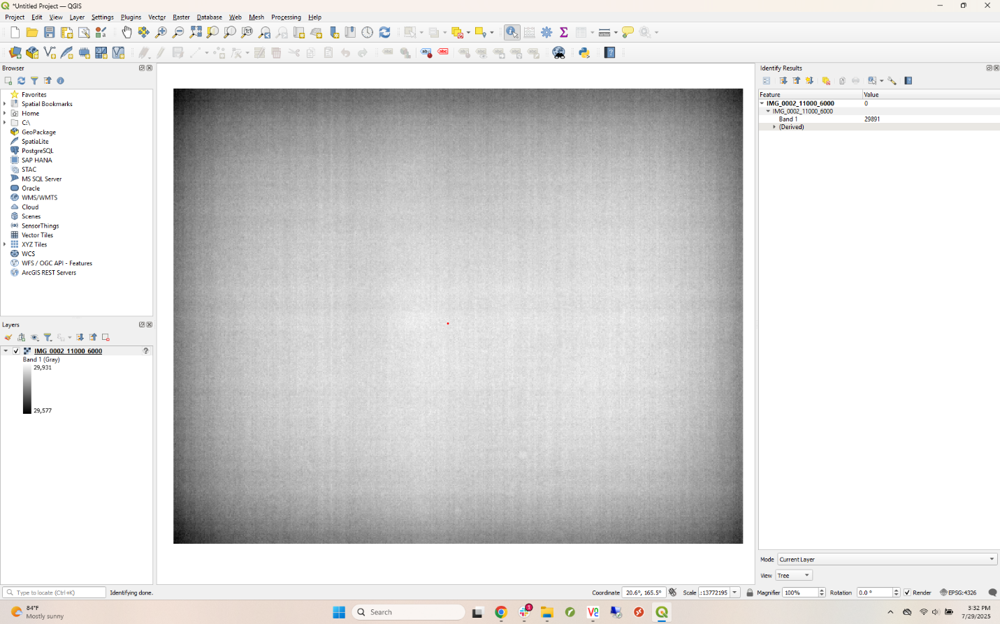 *Untitled Project — QGIS
Project Edit View Layer Settings Plugins Vector Raster Database Web Mesh Processing Help
Browser
Favorites
Spatial Bookmarks
Home
C:\
GeoPackage
SpatiaLite
PostgreSQL
SAP HANA
STAC
MS SQL Server
Oracle
WMS/WMTS
Cloud
Scenes
SensorThings
Vector Tiles
XYZ Tiles
WCS
WFS / OGC API - Features
ArcGIS REST Servers
Layers
IMG_0002_11000_6000
Band 1 (Gray)
29,931
29,577
Identify Results
Feature Value
IMG_0002_11000_6000 0
IMG_0002_11000_6000
Band 1 29891
(Derived)
Mode Current Layer
View Tree
Type to locate (Ctrl+K) Identifying done. Coordinate 20.6°, 165.5° Scale .:13772195 Magnifier 100% Rotation 0.0 ° Render EPSG:4326
84°F
Mostly sunny
Search
3:32 PM
7/29/2025